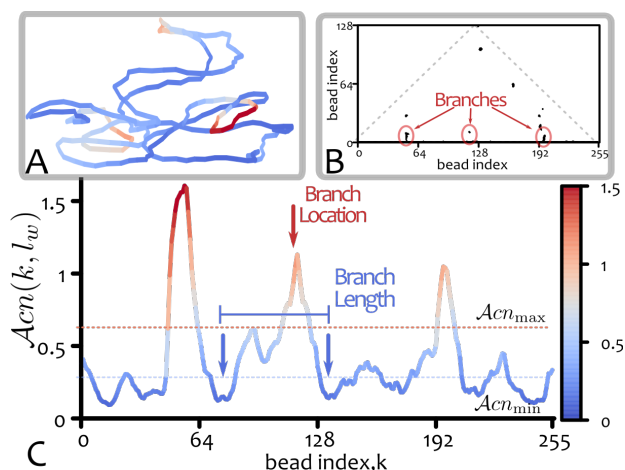 A
B
128
64
0
bead index
Branches
0 64 128 192 255
bead index
C
𝒜cn(k, l_w)
1.5
1
0.5
0
Branch
Location
Branch
Length
𝒜cn_max
𝒜cn_min
0 64 128 192 255
bead index,k
1.5
1
0.5
0